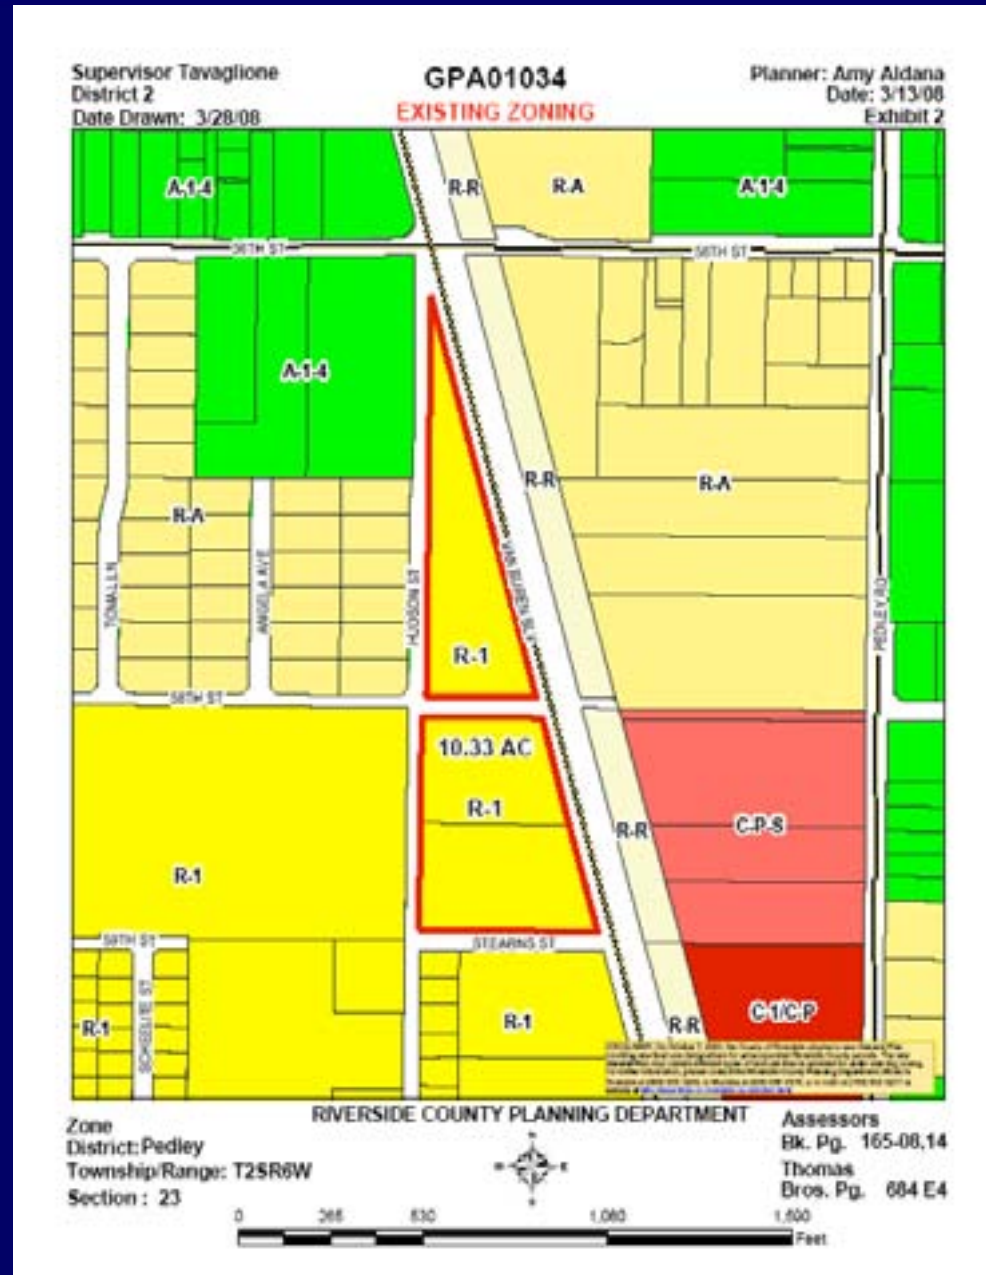 Supervisor Tavaglione
District 2
Date Drawn: 3/28/08
GPA01034
EXISTING ZONING
Planner: Amy Aldana
Date: 3/13/08
Exhibit 2
A-1-4
R-R
R-A
A-1-4
56TH ST
56TH ST
A-1-4
R-R
R-A
R-A
TOMAL LN
ANGELA AVE
HUDSON ST
VAN BUREN BLV
PEDLEY RD
R-1
58TH ST
10.33 AC
R-1
R-R
C-P-S
R-1
59TH ST
STEARNS ST
SCHEELITE ST
R-1
R-1
R-R
C-1/C-P
RIVERSIDE COUNTY PLANNING DEPARTMENT
Zone
District: Pedley
Township/Range: T2SR6W
Section : 23
Assessors
Bk. Pg. 165-08,14
Thomas
Bros. Pg. 684 E4
0 265 530 1,060 1,590
Feet